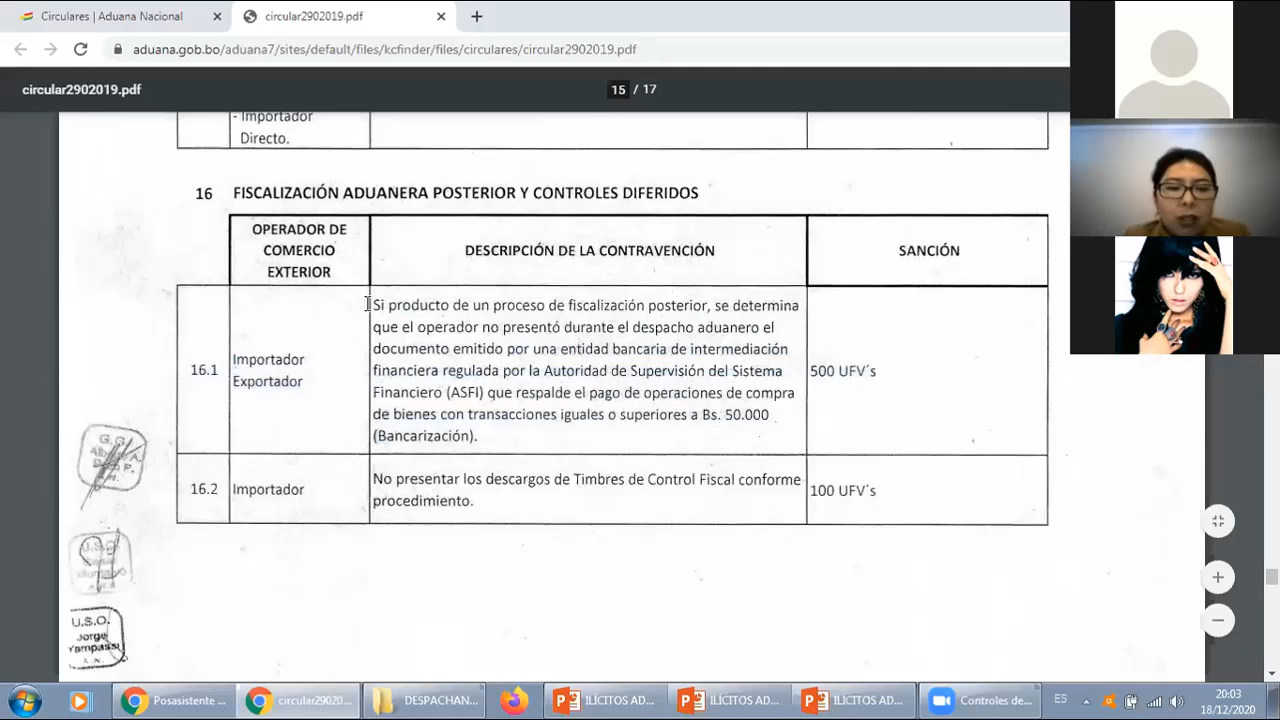 Circulares | Aduana Nacional
circular2902019.pdf
aduana.gob.bo/aduana7/sites/default/files/kcfinder/files/circulares/circular2902019.pdf
circular2902019.pdf
15 / 17
- Importador
Directo.
16 FISCALIZACIÓN ADUANERA POSTERIOR Y CONTROLES DIFERIDOS
OPERADOR DE
COMERCIO
EXTERIOR
DESCRIPCIÓN DE LA CONTRAVENCIÓN
SANCIÓN
16.1
Importador
Exportador
Si producto de un proceso de fiscalización posterior, se determina
que el operador no presentó durante el despacho aduanero el
documento emitido por una entidad bancaria de intermediación
financiera regulada por la Autoridad de Supervisión del Sistema
Financiero (ASFI) que respalde el pago de operaciones de compra
de bienes con transacciones iguales o superiores a Bs. 50.000
(Bancarización).
500 UFV´s
16.2
Importador
No presentar los descargos de Timbres de Control Fiscal conforme
procedimiento.
100 UFV´s
G.G.
U.S.O.
Jorge
Yampassi
A.N.
Posasistente ...
circular29020...
DESPACHAN...
ILÍCITOS AD...
ILÍCITOS AD...
ILÍCITOS AD...
Controles de...
ES
20:03
18/12/2020